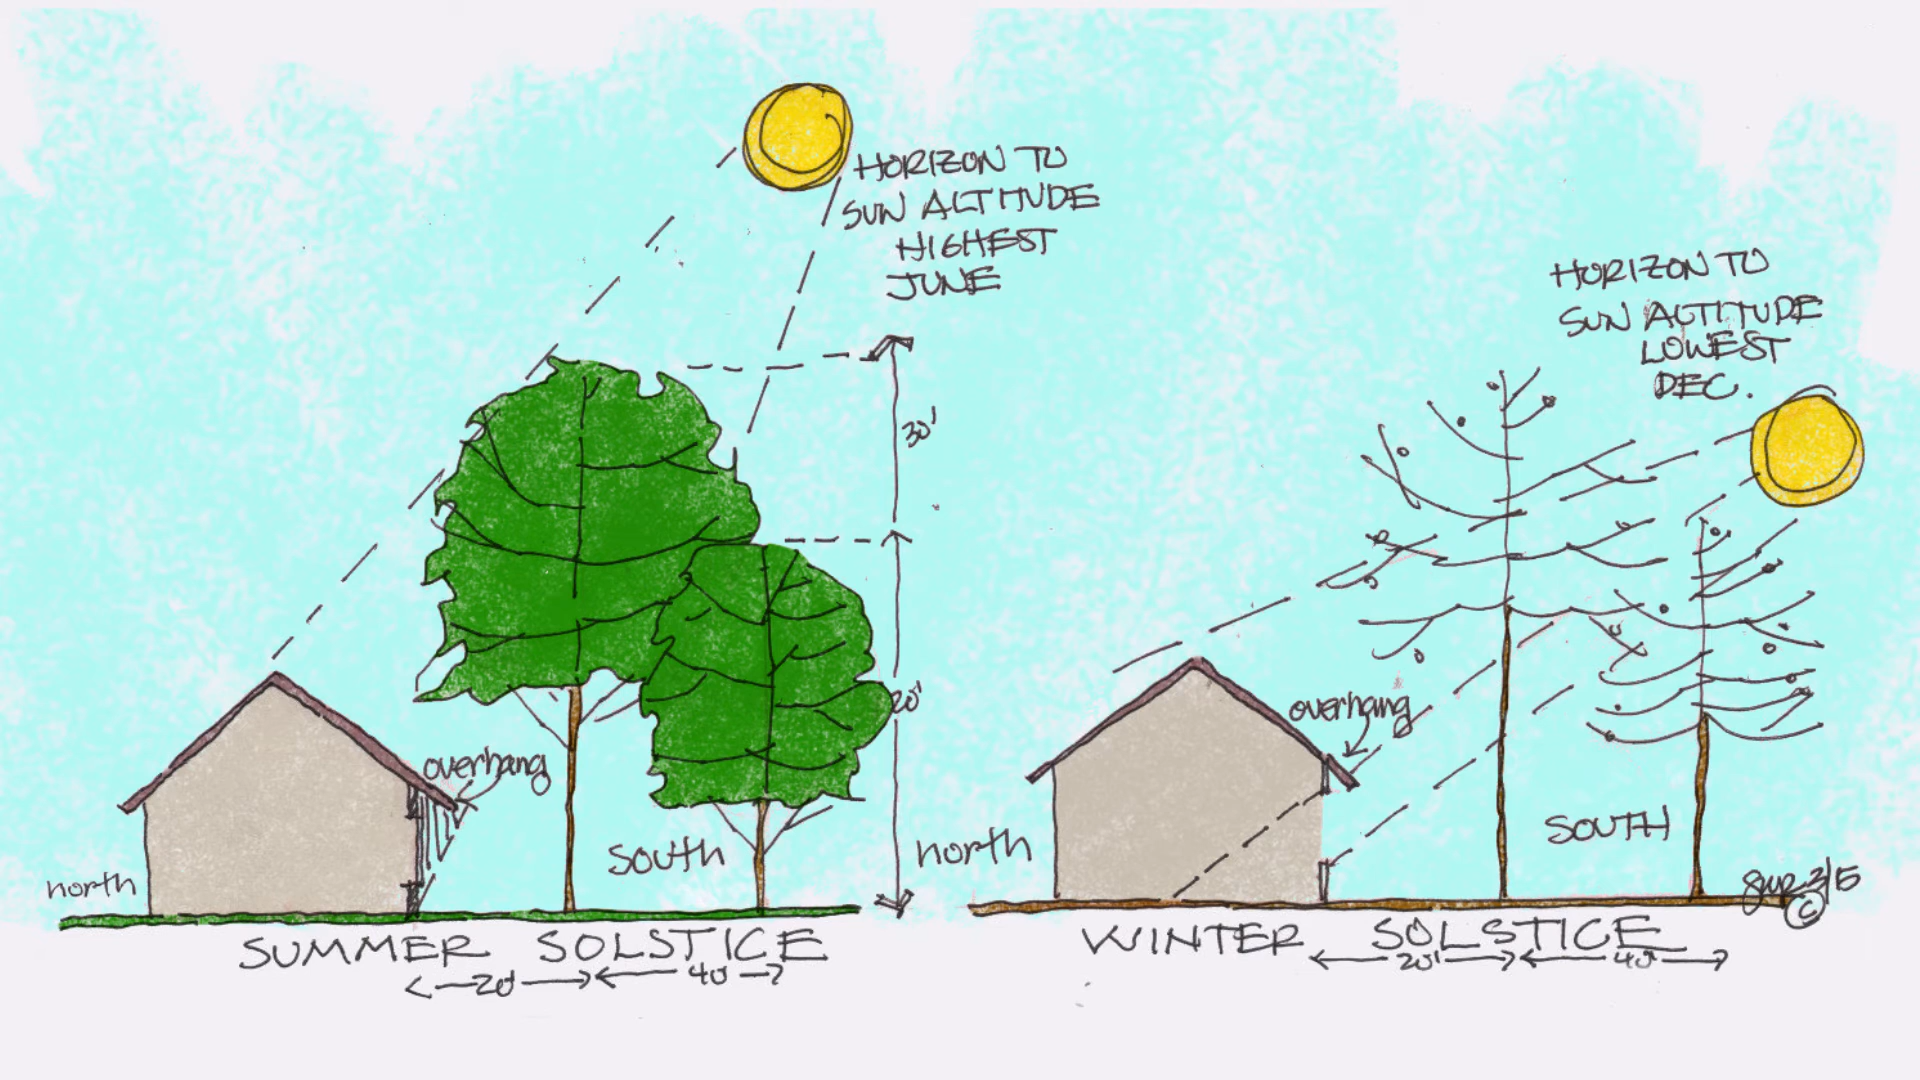 HORIZON TO
SUN ALTITUDE
HIGHEST
JUNE
30'
20'
overhang
south
north
SUMMER SOLSTICE
20'
40'
HORIZON TO
SUN ALTITUDE
LOWEST
DEC.
overhang
north
SOUTH
©
WINTER SOLSTICE
20'
40'